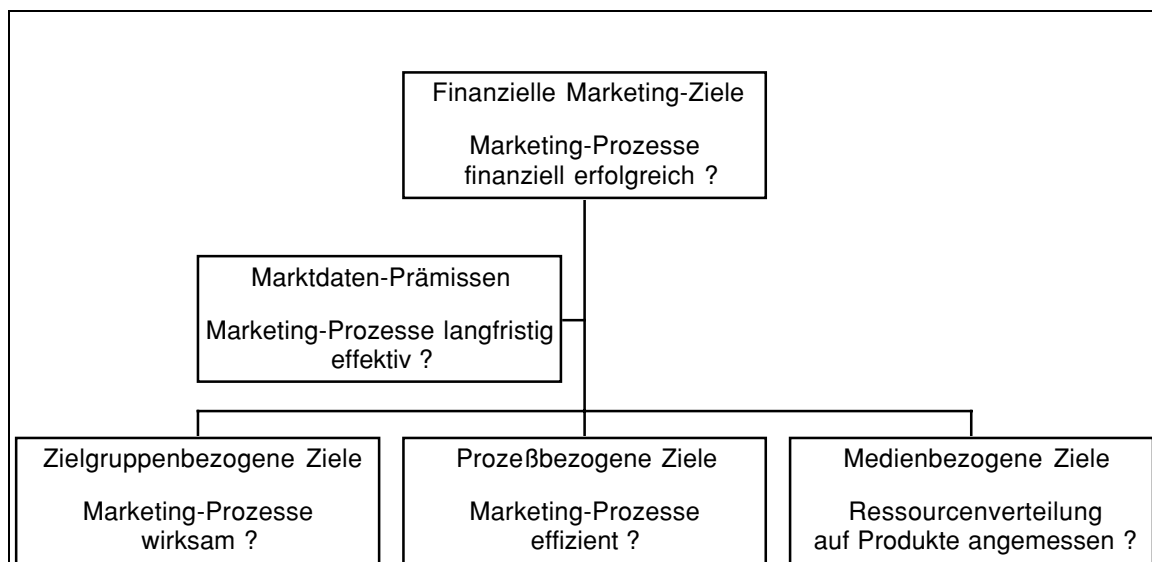 Finanzielle Marketing-Ziele
Marketing-Prozesse
finanziell erfolgreich ?
Marktdaten-Prämissen
Marketing-Prozesse langfristig
effektiv ?
Zielgruppenbezogene Ziele
Marketing-Prozesse
wirksam ?
Prozeßbezogene Ziele
Marketing-Prozesse
effizient ?
Medienbezogene Ziele
Ressourcenverteilung
auf Produkte angemessen ?